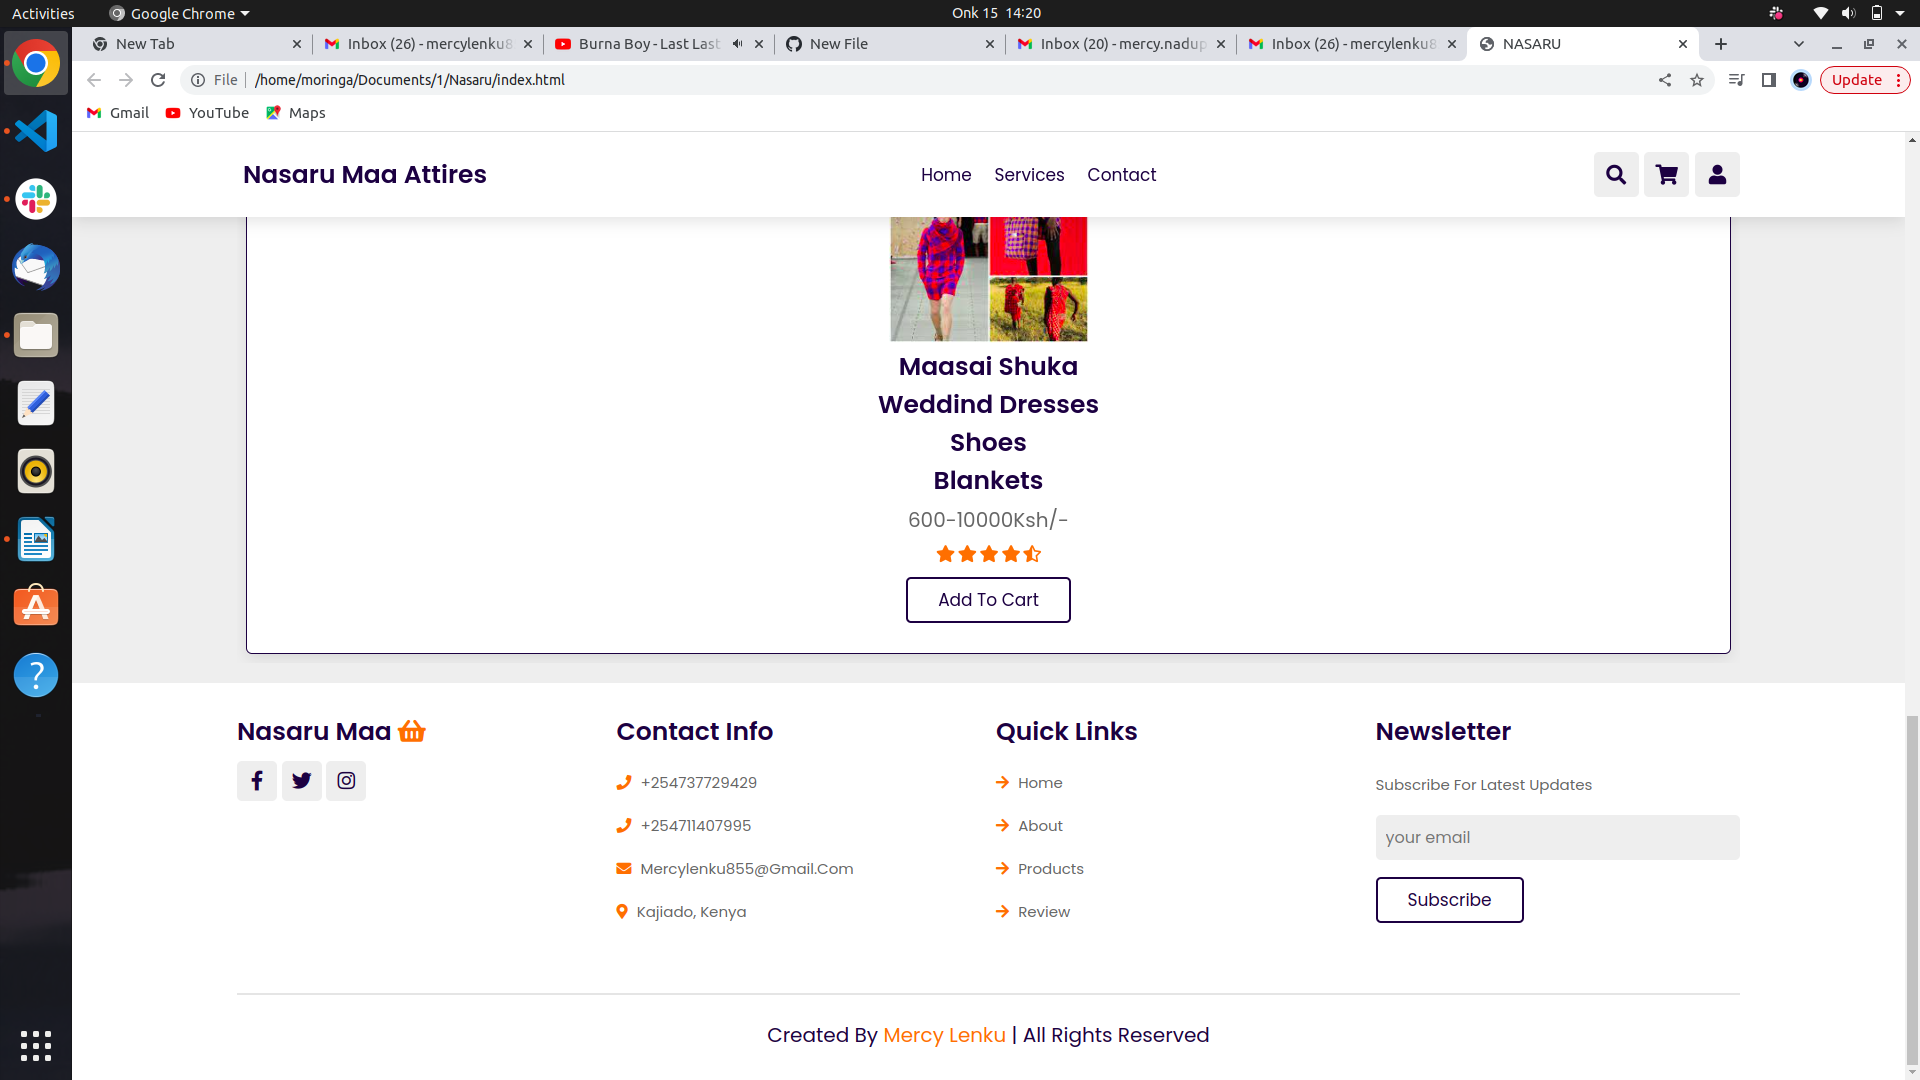 Activities
Google Chrome
Onk 15 14:20
New Tab
Inbox (26) - mercylenku8
Burna Boy - Last Last
New File
Inbox (20) - mercy.nadup
Inbox (26) - mercylenku8
NASARU
File
/home/moringa/Documents/1/Nasaru/index.html
Update
Gmail
YouTube
Maps
Nasaru Maa Attires
Home
Services
Contact
Maasai Shuka
Weddind Dresses
Shoes
Blankets
600-10000Ksh/-
Add To Cart
Nasaru Maa
Contact Info
+254737729429
+254711407995
Mercylenku855@Gmail.Com
Kajiado, Kenya
Quick Links
Home
About
Products
Review
Newsletter
Subscribe For Latest Updates
your email
Subscribe
Created By Mercy Lenku | All Rights Reserved